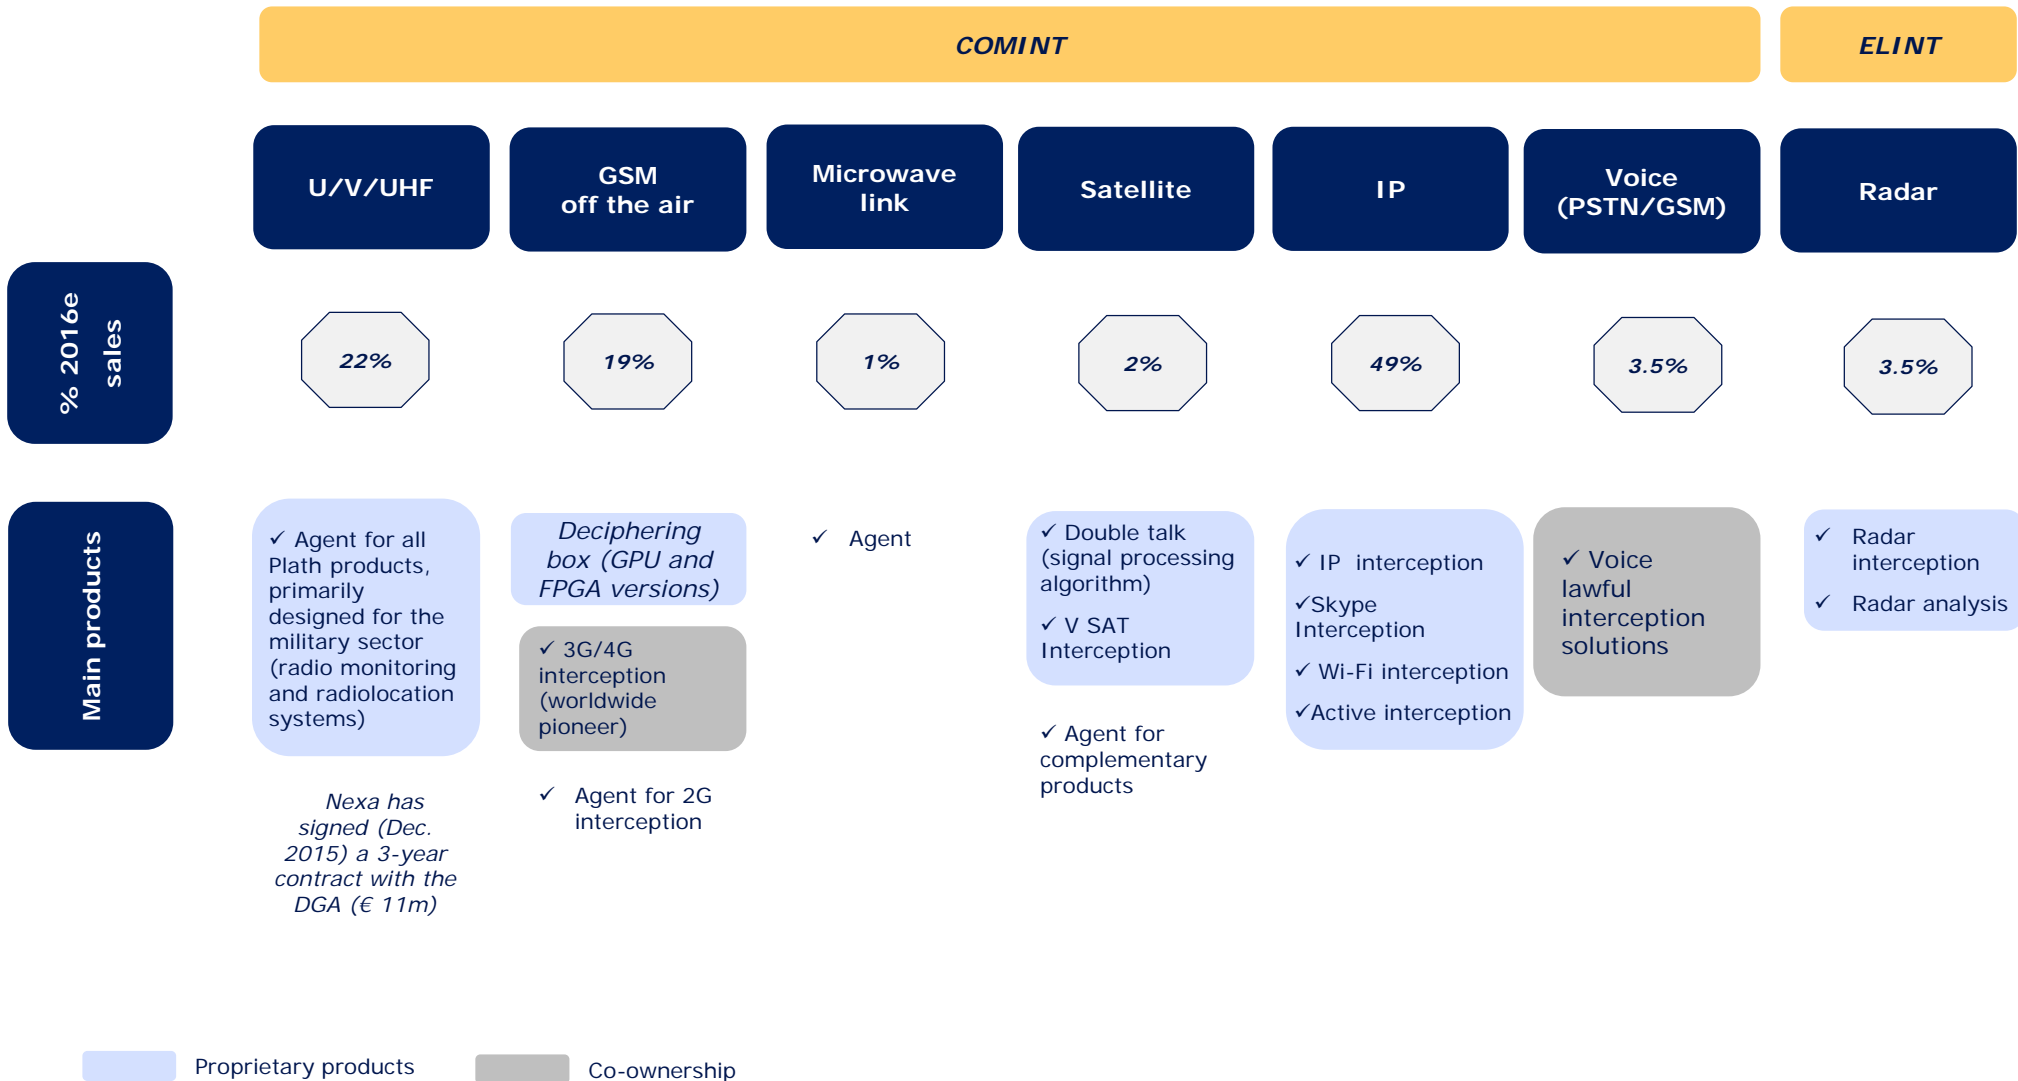 COMINT
ELINT
U/V/UHF
GSM
off the air
Microwave
link
Satellite
IP
Voice
(PSTN/GSM)
Radar
% 2016e
sales
22%
19%
1%
2%
49%
3.5%
3.5%
Main products
✓ Agent for all
Plath products,
primarily
designed for the
military sector
(radio monitoring
and radiolocation
systems)
Nexa has
signed (Dec.
2015) a 3-year
contract with the
DGA (€ 11m)
Deciphering
box (GPU and
FPGA versions)
✓ 3G/4G
interception
(worldwide
pioneer)
✓ Agent for 2G
interception
✓ Agent
✓ Double talk
(signal processing
algorithm)
✓ V SAT
Interception
✓ Agent for
complementary
products
✓ IP interception
✓Skype
Interception
✓ Wi-Fi interception
✓Active interception
✓ Voice
lawful
interception
solutions
✓ Radar
interception
✓ Radar analysis
Proprietary products
Co-ownership